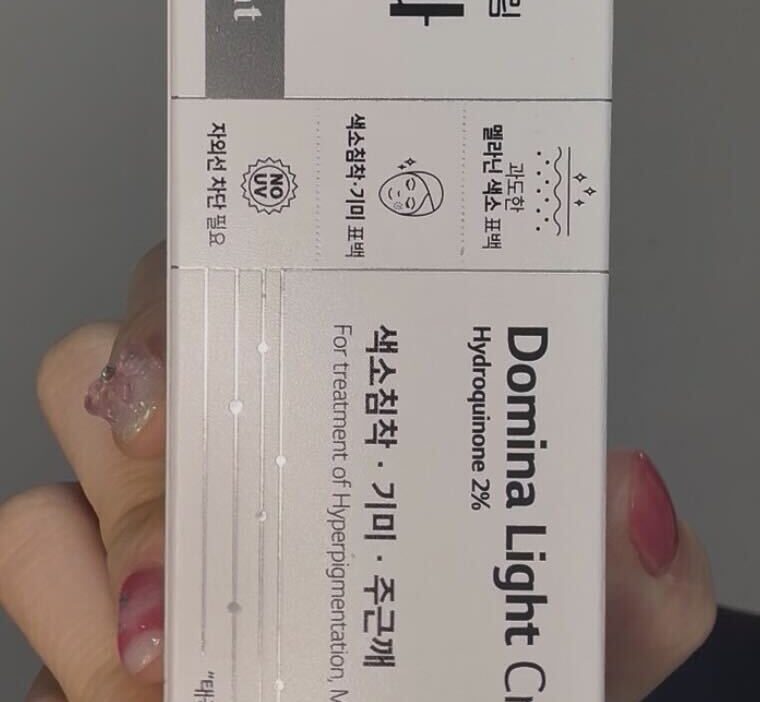 과도한
멜라닌 색소 표백
색소침착·기미 표백
NO
UV
자외선 차단 필요
Domina Light
Hydroquinone 2%
색소침착 · 기미 · 주근깨
For treatment of Hyperpigmentation,